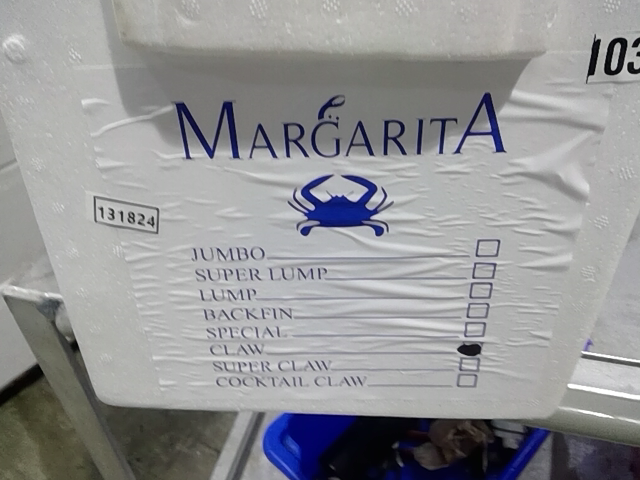 103
MARGARITA
131824
JUMBO
SUPER LUMP
LUMP
BACKFIN
SPECIAL
CLAW
SUPER CLAW
COCKTAIL CLAW